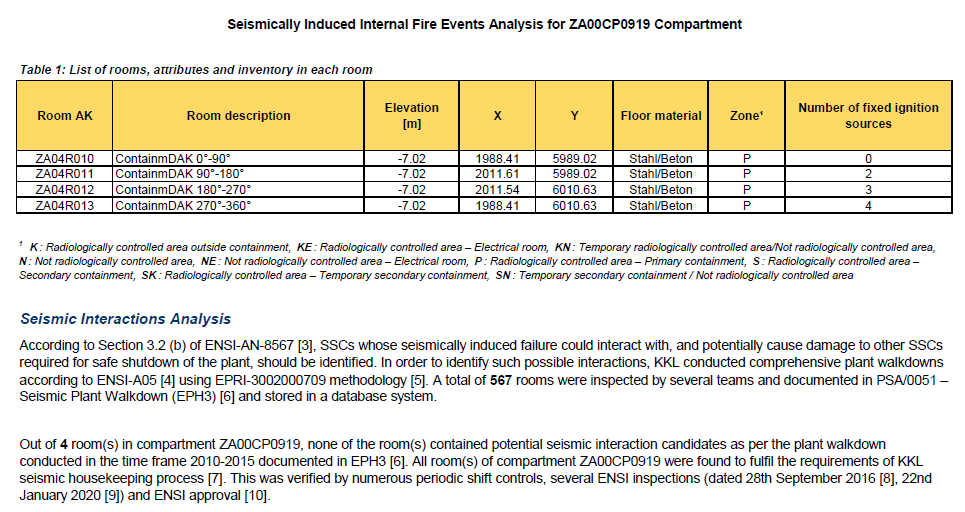 Seismically Induced Internal Fire Events Analysis for ZA00CP0919 Compartment
Table 1: List of rooms, attributes and inventory in each room
Room AK Room description Elevation [m] X Y Floor material Zone¹ Number of fixed ignition sources
ZA04R010 ContainmDAK 0°-90° -7.02 1988.41 5989.02 Stahl/Beton P 0
ZA04R011 ContainmDAK 90°-180° -7.02 2011.61 5989.02 Stahl/Beton P 2
ZA04R012 ContainmDAK 180°-270° -7.02 2011.54 6010.63 Stahl/Beton P 3
ZA04R013 ContainmDAK 270°-360° -7.02 1988.41 6010.63 Stahl/Beton P 4
¹ K : Radiologically controlled area outside containment, KE : Radiologically controlled area – Electrical room, KN : Temporary radiologically controlled area/Not radiologically controlled area,
N : Not radiologically controlled area, NE : Not radiologically controlled area – Electrical room, P : Radiologically controlled area – Primary containment, S : Radiologically controlled area –
Secondary containment, SK : Radiologically controlled area – Temporary secondary containment, SN : Temporary secondary containment / Not radiologically controlled area
Seismic Interactions Analysis
According to Section 3.2 (b) of ENSI-AN-8567 [3], SSCs whose seismically induced failure could interact with, and potentially cause damage to other SSCs
required for safe shutdown of the plant, should be identified. In order to identify such possible interactions, KKL conducted comprehensive plant walkdowns
according to ENSI-A05 [4] using EPRI-3002000709 methodology [5]. A total of 567 rooms were inspected by several teams and documented in PSA/0051 –
Seismic Plant Walkdown (EPH3) [6] and stored in a database system.
Out of 4 room(s) in compartment ZA00CP0919, none of the room(s) contained potential seismic interaction candidates as per the plant walkdown
conducted in the time frame 2010-2015 documented in EPH3 [6]. All room(s) of compartment ZA00CP0919 were found to fulfil the requirements of KKL
seismic housekeeping process [7]. This was verified by numerous periodic shift controls, several ENSI inspections (dated 28th September 2016 [8], 22nd
January 2020 [9]) and ENSI approval [10].